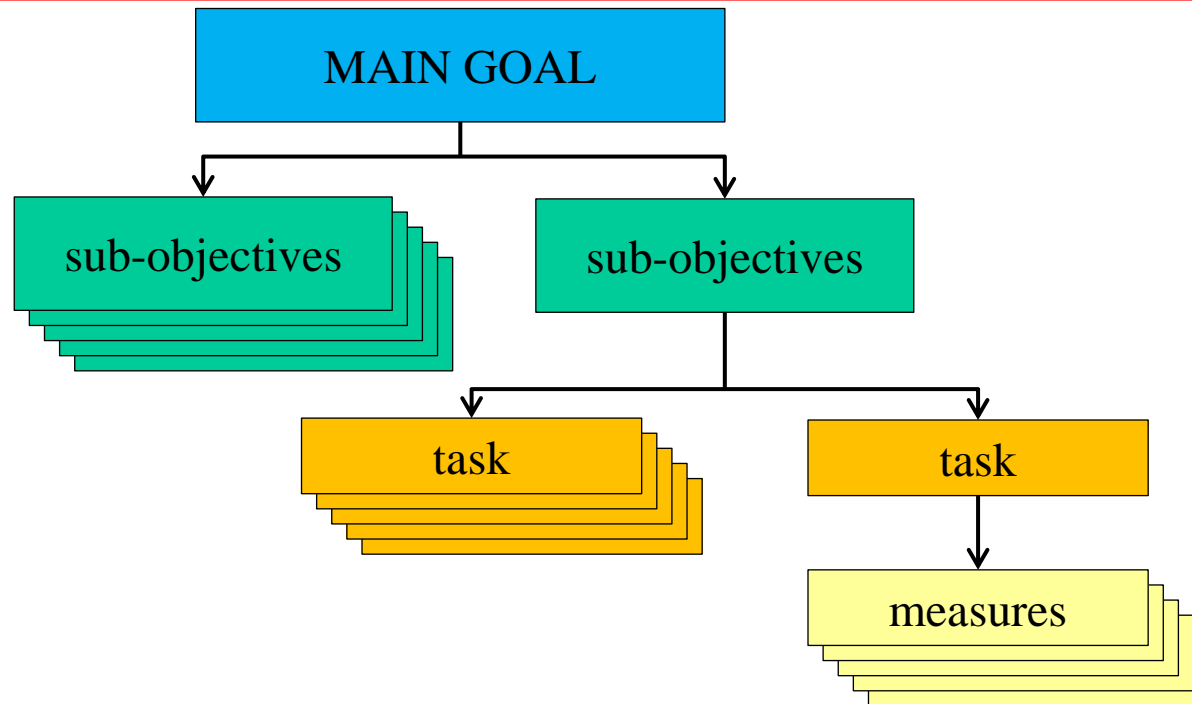 MAIN GOAL
sub-objectives
sub-objectives
task
task
measures